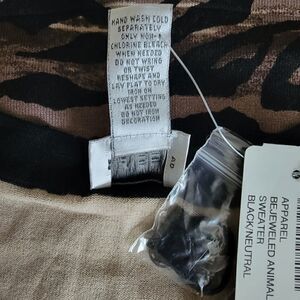 HAND WASH COLD
SEPARATELY
ONLY NON-
CHLORINE BLEACH
WHEN NEEDED
DO NOT WRING
OR TWIST
RESHAPE AND
LAY FLAT TO DRY
IRON ON
LOWEST SETTING
AS NEEDED
DO NOT IRON
DECORATION
APPAREL
BEJEWELED ANIMAL
SWEATER
BLACK/NEUTRAL